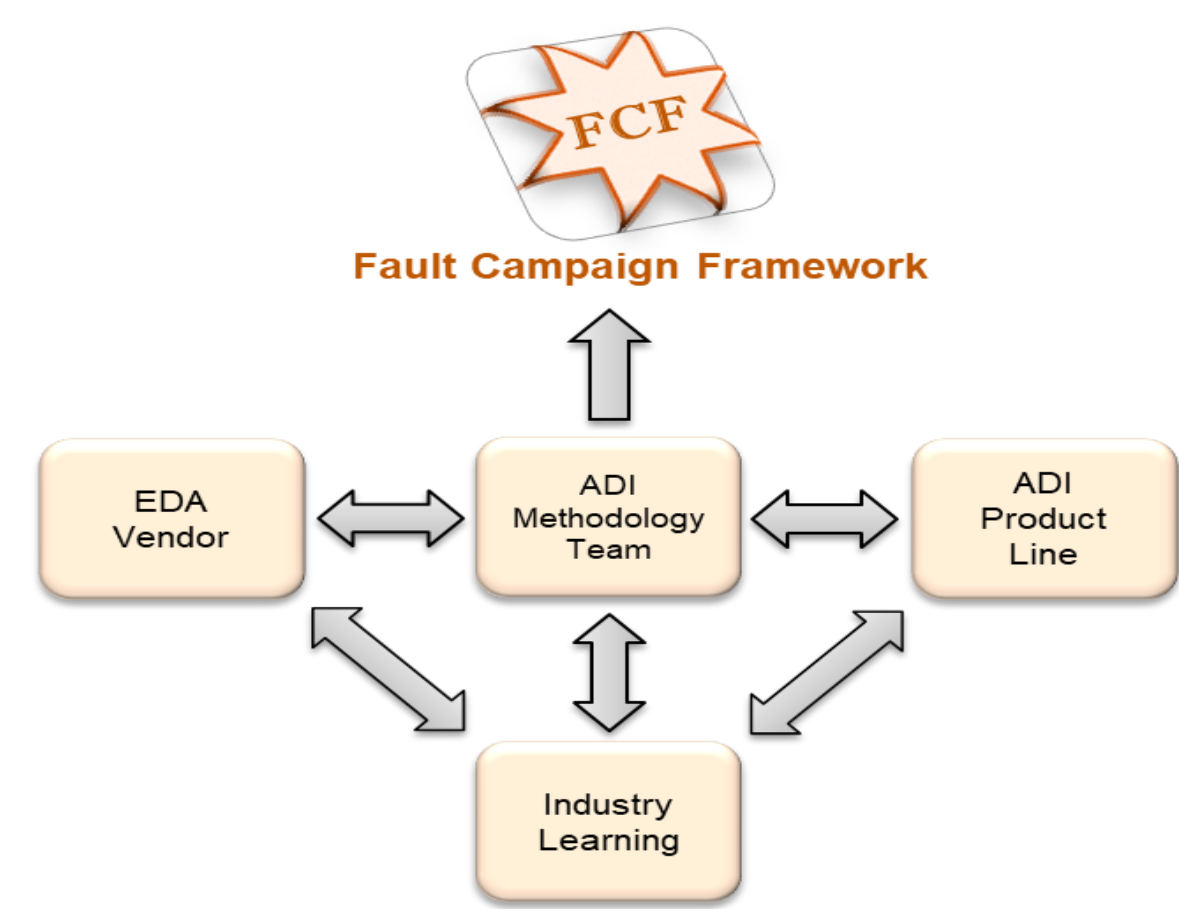 FCF
Fault Campaign Framework
EDA
Vendor
ADI
Methodology
Team
ADI
Product
Line
Industry
Learning